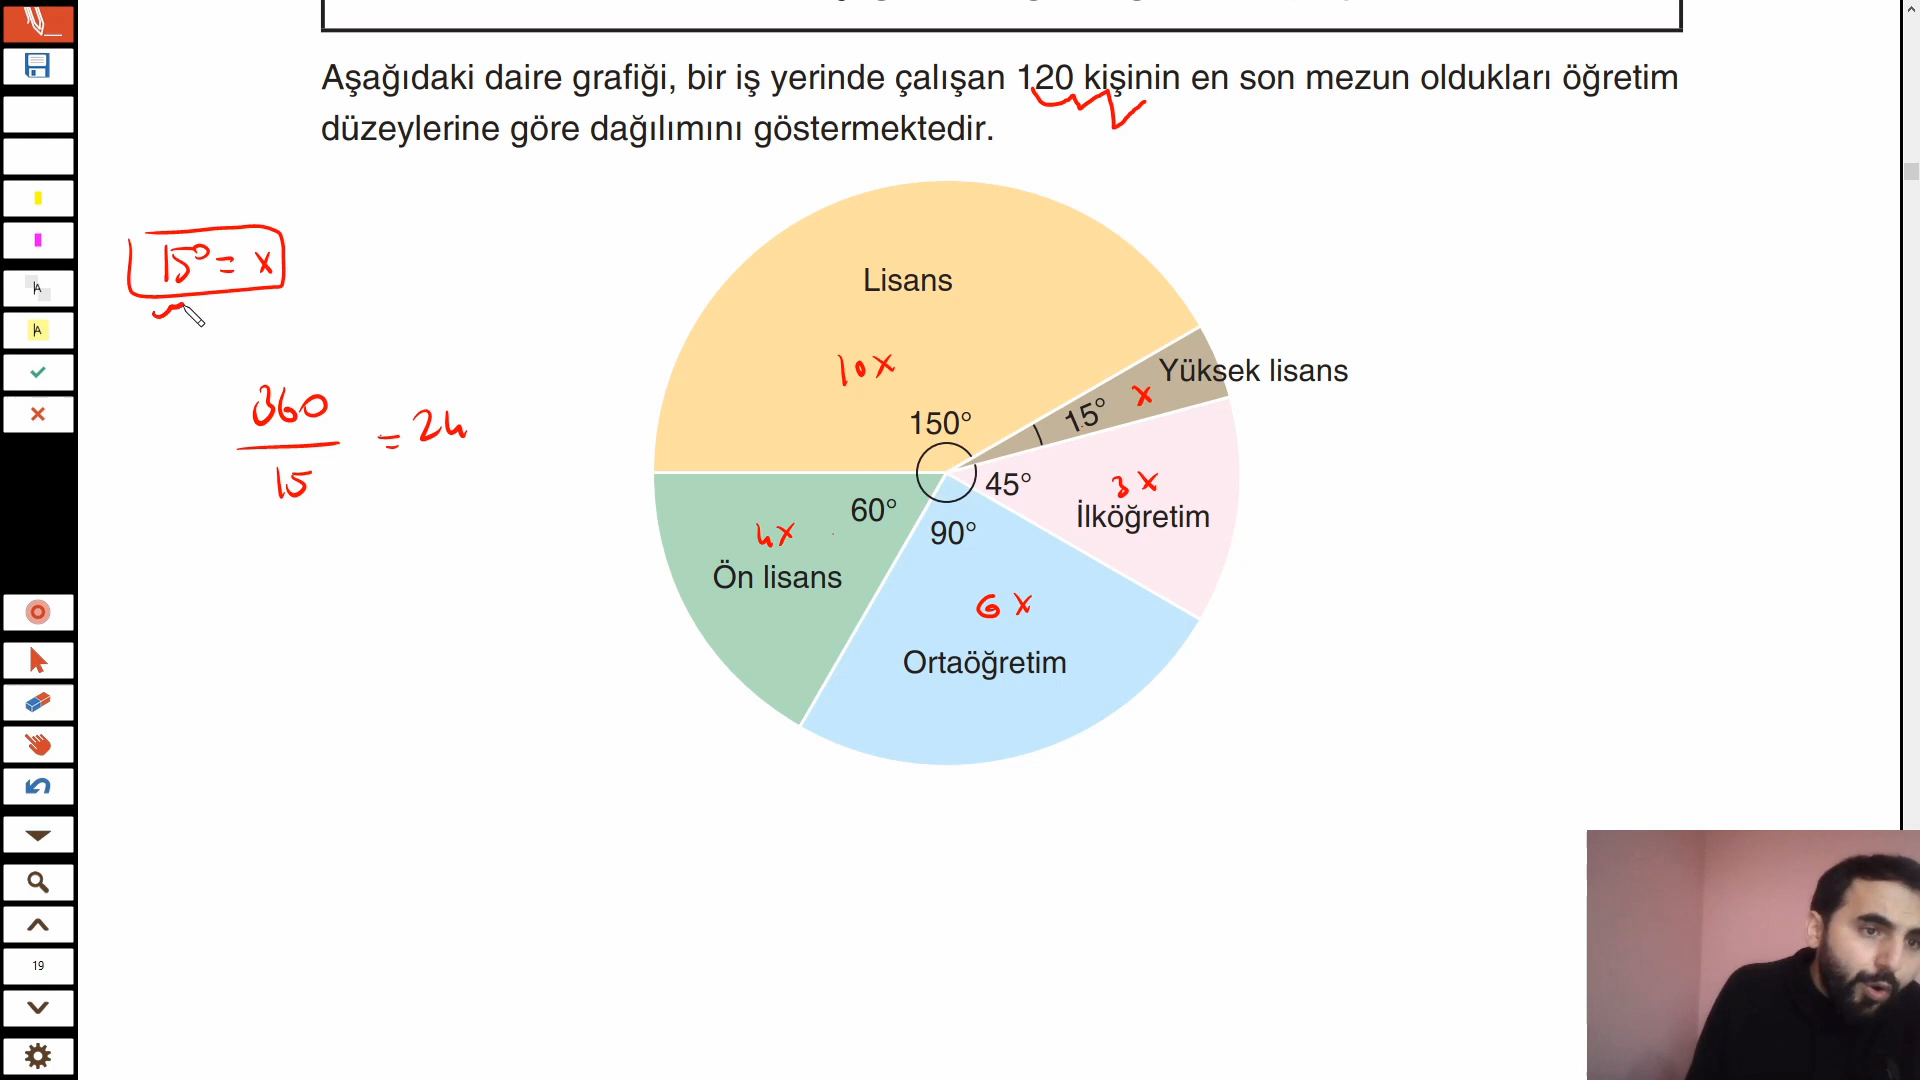 Aşağıdaki daire grafiği, bir iş yerinde çalışan 120 kişinin en son mezun oldukları öğretim
düzeylerine göre dağılımını göstermektedir.
15° = x
360
15
= 24
Lisans
10x
150°
Yüksek lisans
15°
x
45°
3x
İlköğretim
60°
4x
Ön lisans
90°
6x
Ortaöğretim
A
A
19